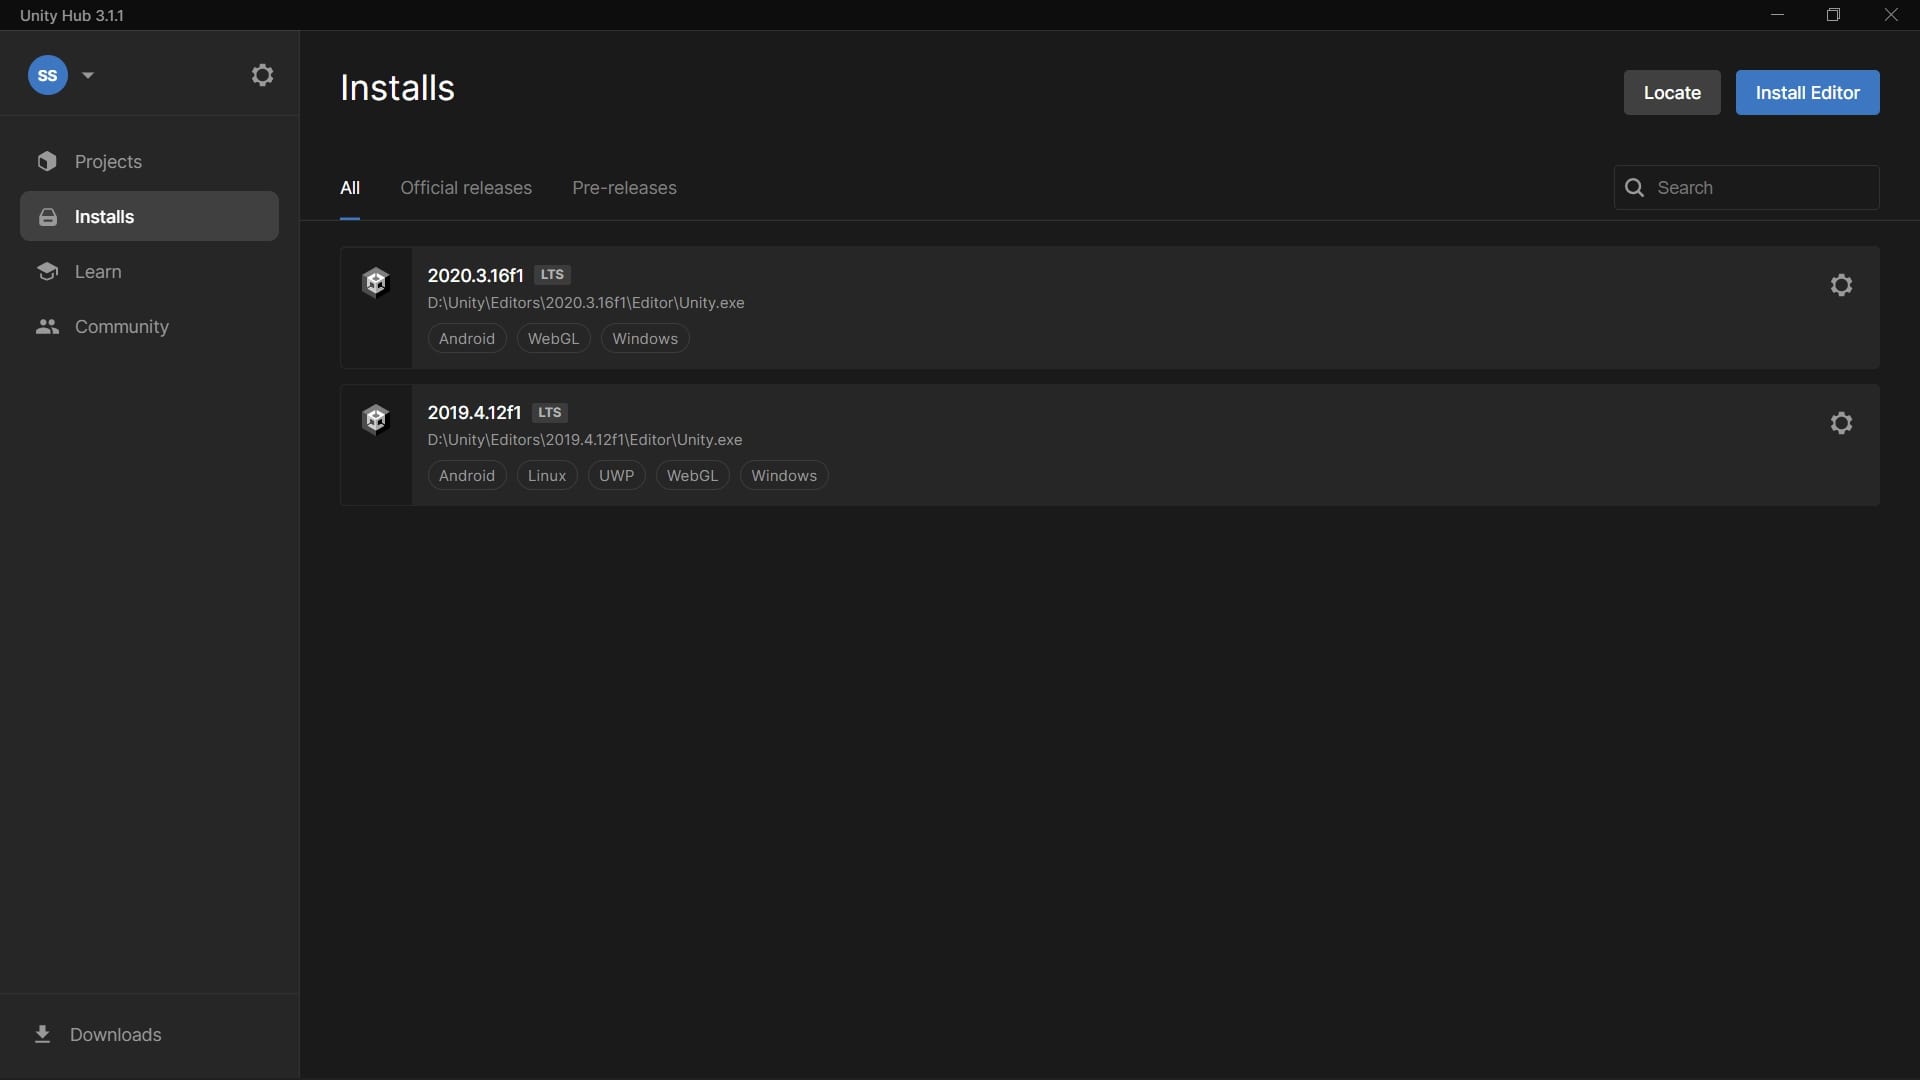 Unity Hub 3.1.1
SS
Projects
Installs
Learn
Community
Downloads
Installs
Locate
Install Editor
All
Official releases
Pre-releases
Search
2020.3.16f1 LTS
D:\Unity\Editors\2020.3.16f1\Editor\Unity.exe
Android WebGL Windows
2019.4.12f1 LTS
D:\Unity\Editors\2019.4.12f1\Editor\Unity.exe
Android Linux UWP WebGL Windows